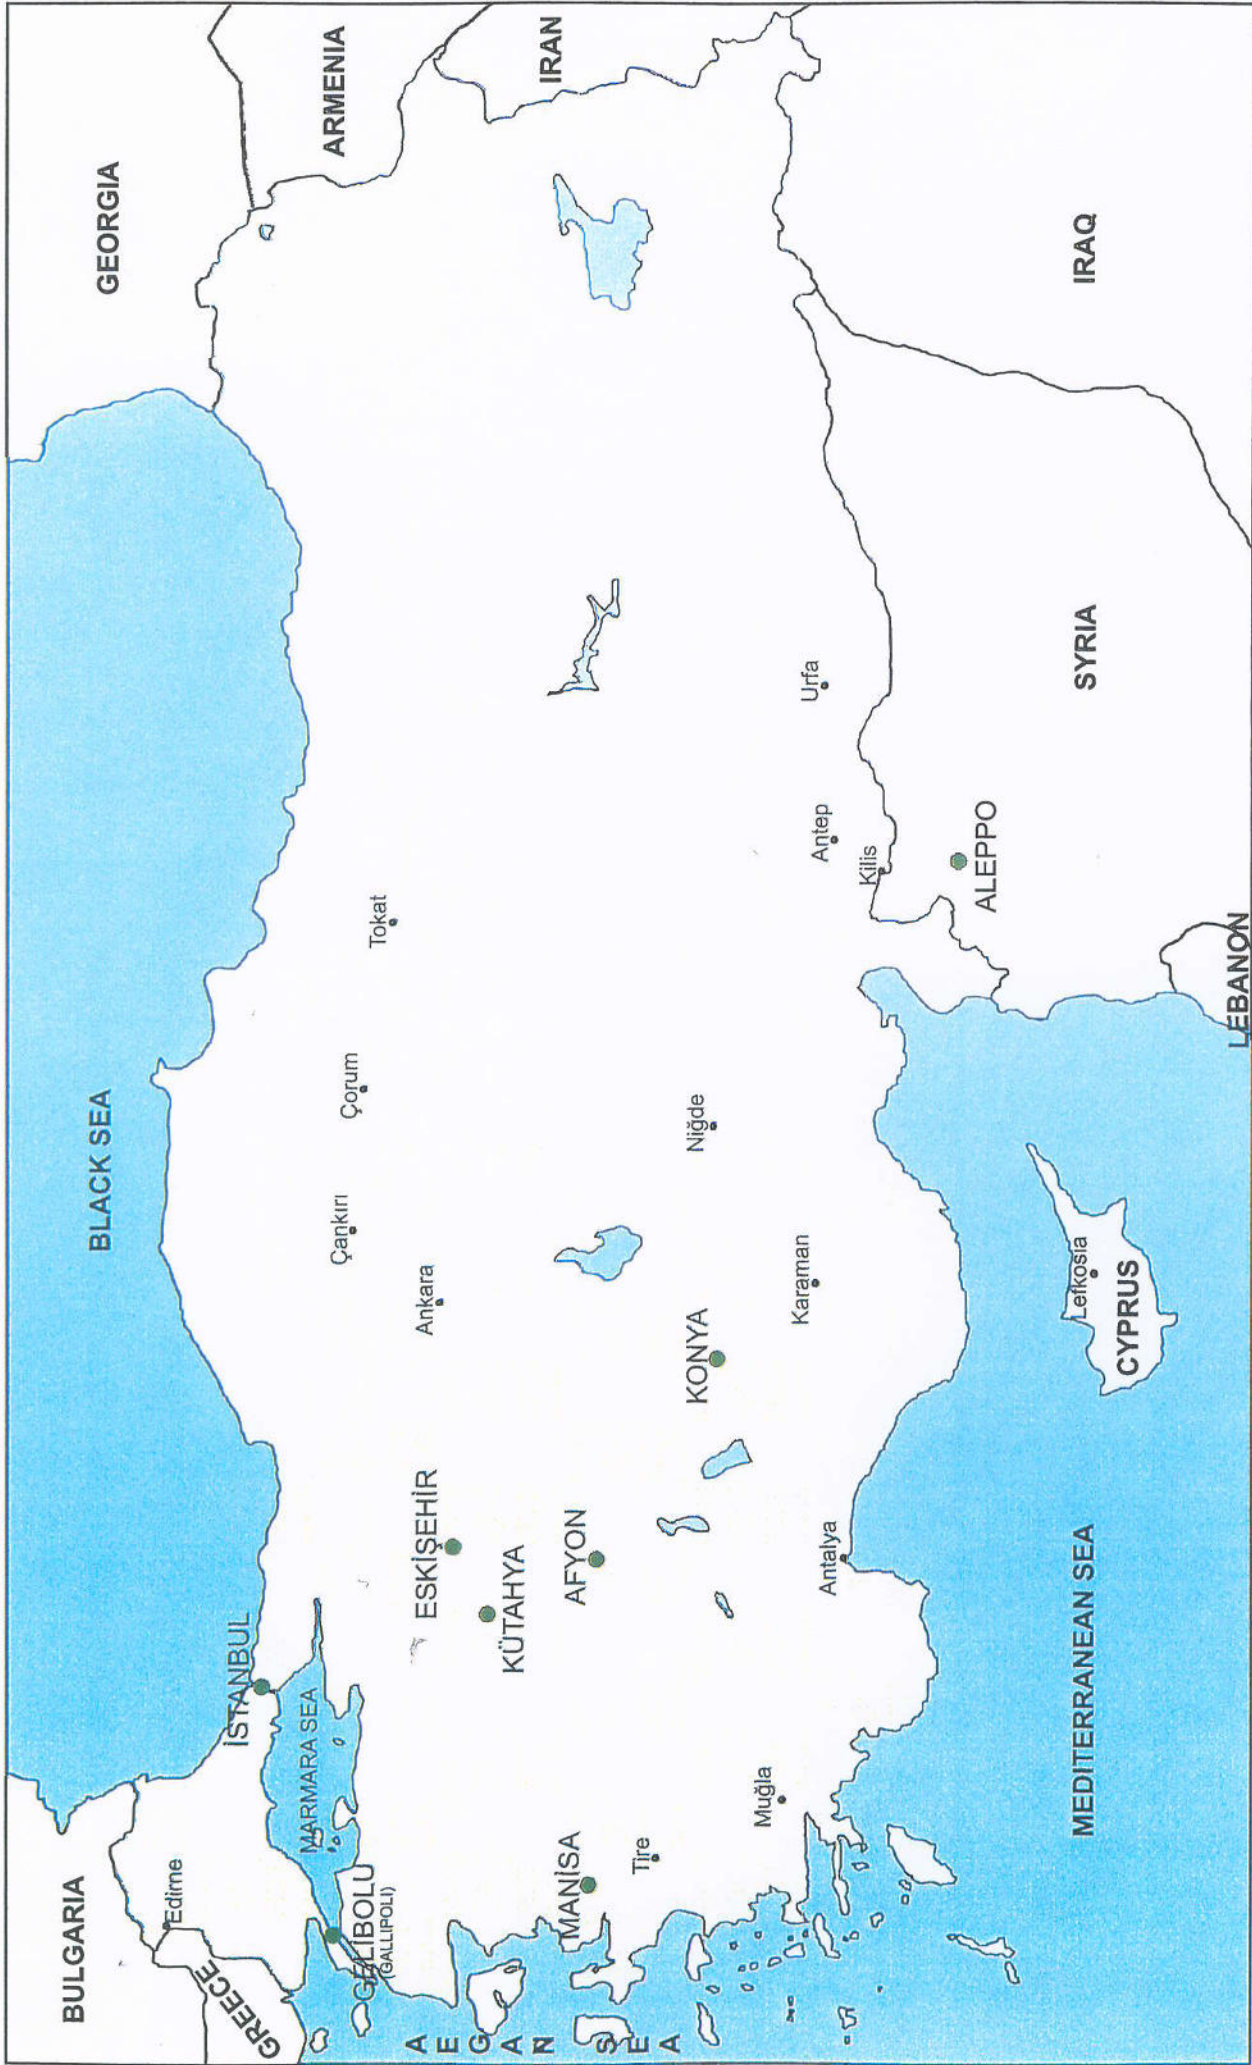 BULGARIA
GREECE
Edirne
BLACK SEA
GEORGIA
ARMENIA
IRAN
İSTANBUL
MARMARA SEA
GELİBOLU
(GALLIPOLI)
Çankırı
Çorum
Tokat
Ankara
ESKİŞEHİR
KÜTAHYA
AFYON
MANİSA
Tire
Muğla
KONYA
Niğde
Karaman
Antalya
Antep
Kilis
Urfa
ALEPPO
SYRIA
IRAQ
LEBANON
Lefkosia
CYPRUS
MEDITERRANEAN SEA
A E G A N S E A